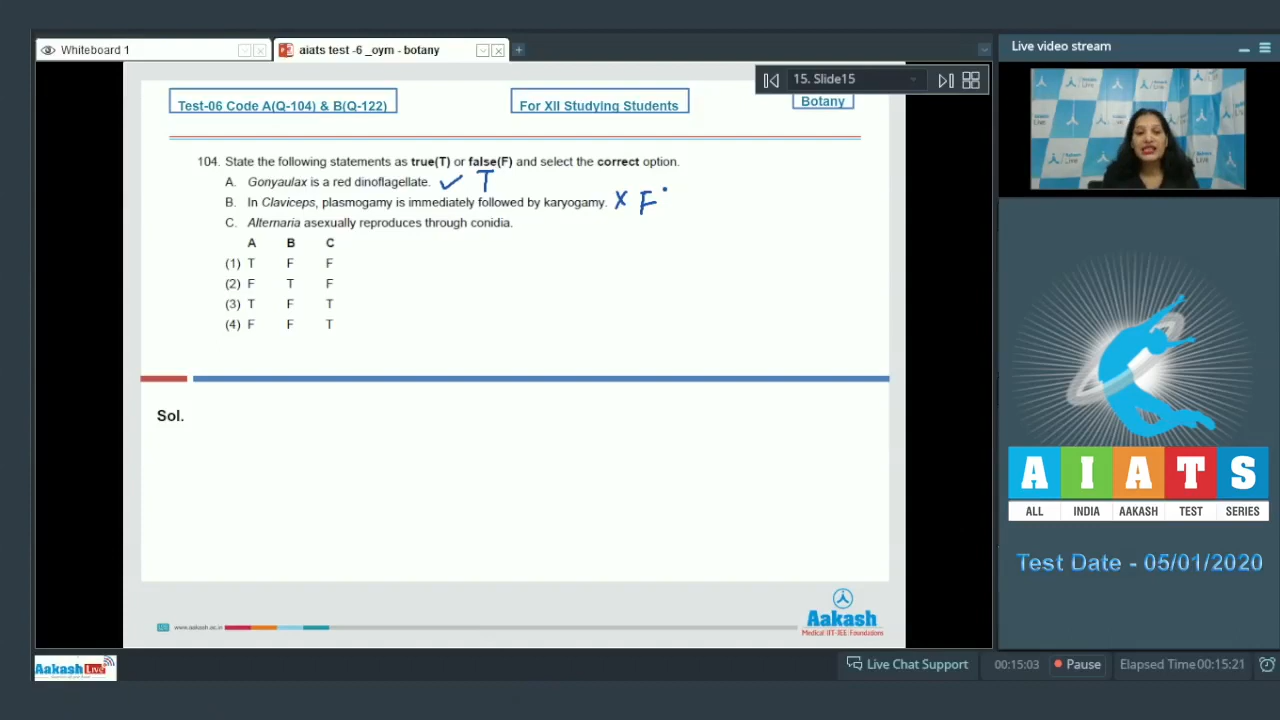 Whiteboard 1
aiats test -6 _oym - botany
Live video stream
15. Slide15
Test-06 Code A(Q-104) & B(Q-122)
For XII Studying Students
Botany
104. State the following statements as true(T) or false(F) and select the correct option.
A. Gonyaulax is a red dinoflagellate. ✓ T
B. In Claviceps, plasmogamy is immediately followed by karyogamy. x F
C. Alternaria asexually reproduces through conidia.
A B C
(1) T F F
(2) F T F
(3) T F T
(4) F F T
Sol.
A I A T S
ALL INDIA AAKASH TEST SERIES
Test Date - 05/01/2020
Aakash
Medical|IIT-JEE|Foundations
www.aakash.ac.in
Aakash Live
Live Chat Support
00:15:03
Pause
Elapsed Time 00:15:21